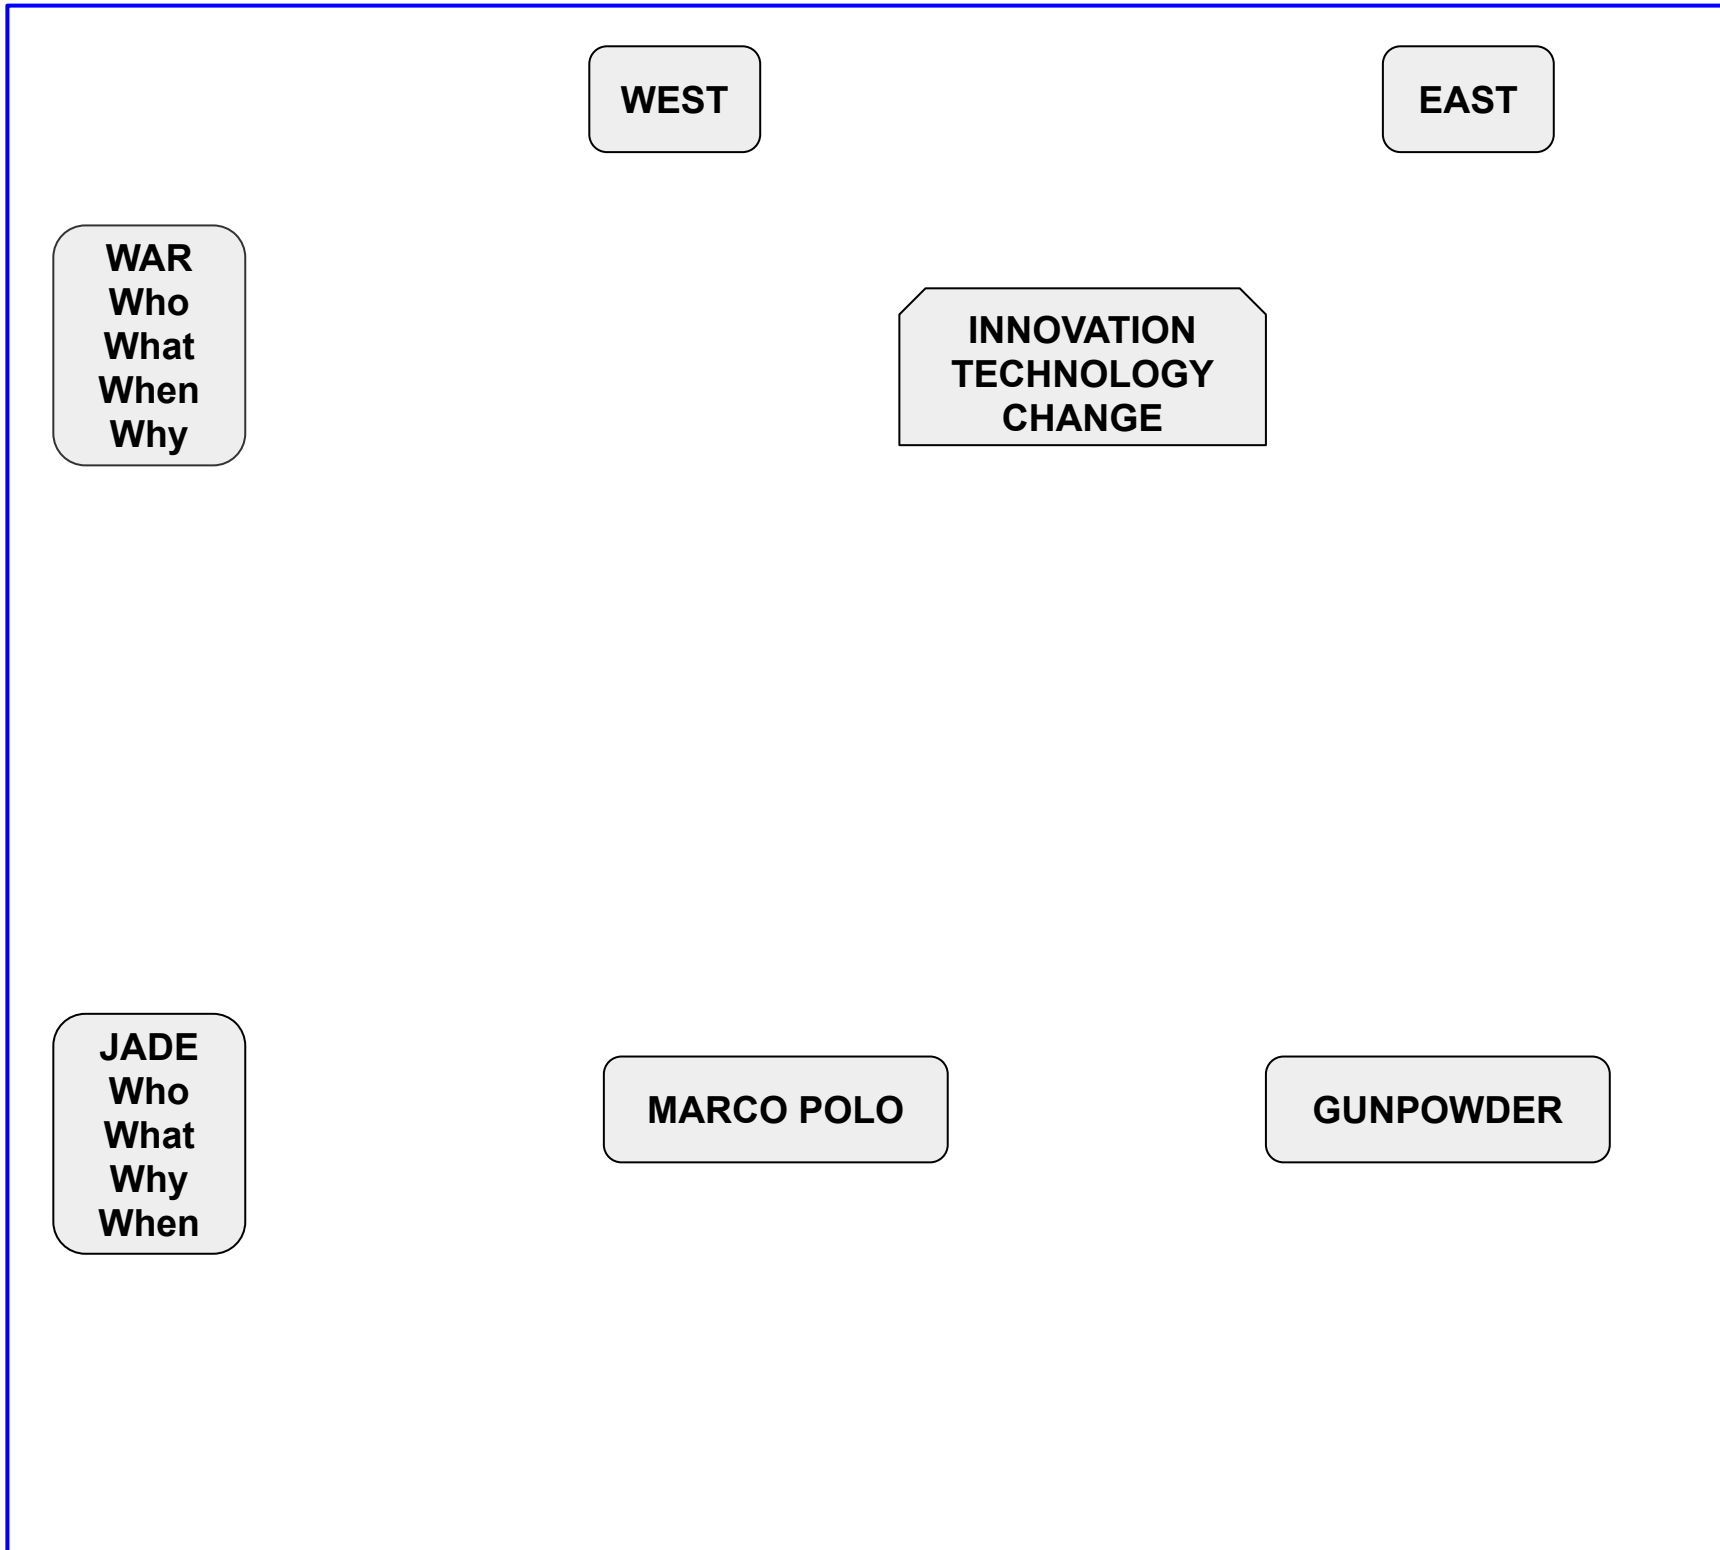 WEST
EAST
WAR
Who
What
When
Why
INNOVATION
TECHNOLOGY
CHANGE
JADE
Who
What
Why
When
MARCO POLO
GUNPOWDER